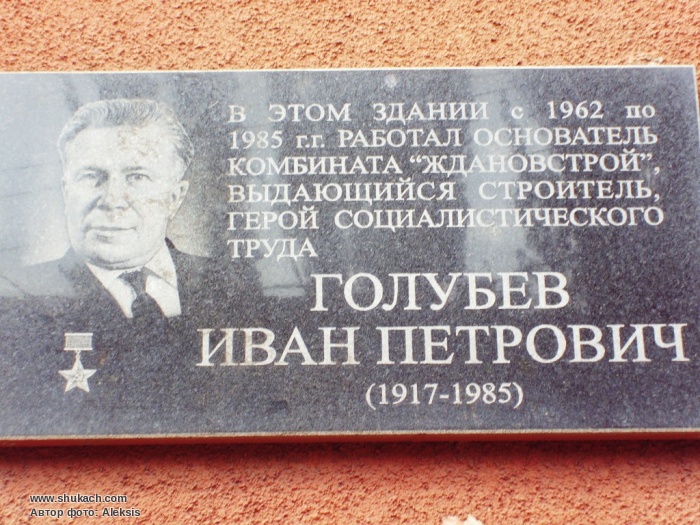 В ЭТОМ ЗДАНИИ с 1962 по
1985 г.г. РАБОТАЛ ОСНОВАТЕЛЬ
КОМБИНАТА “ЖДАНОВСТРОЙ”,
ВЫДАЮЩИЙСЯ СТРОИТЕЛЬ,
ГЕРОЙ СОЦИАЛИСТИЧЕСКОГО
ТРУДА
ГОЛУБЕВ
ИВАН ПЕТРОВИЧ
(1917-1985)
www.shukach.com
Автор фото: Aleksis